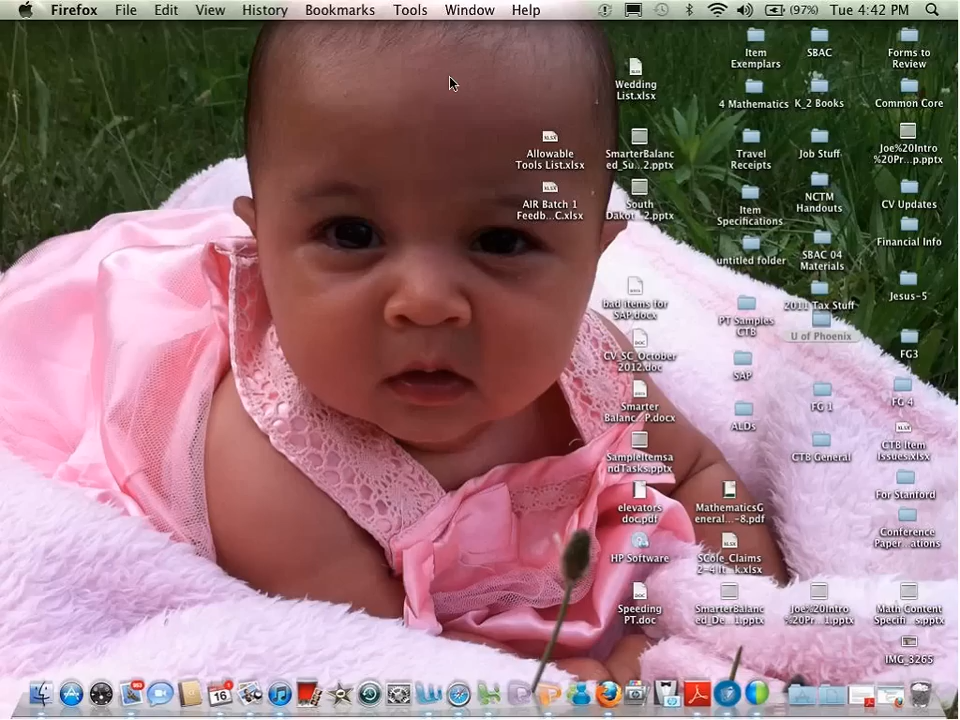 Firefox File Edit View History Bookmarks Tools Window Help (97%) Tue 4:42 PM
Item
Exemplars
SBAC
Forms to
Review
Wedding
List.xlsx
4 Mathematics
K_2 Books
Common Core
Allowable
Tools List.xlsx
SmarterBalanc
ed_Su...2.pptx
Travel
Receipts
Job Stuff
Joe%20Intro
%20Pr...p.pptx
AIR Batch 1
Feedb...C.xlsx
South
Dakot...2.pptx
Item
Specifications
NCTM
Handouts
CV Updates
untitled folder
SBAC 04
Materials
Financial Info
bad items for
SAP.docx
PT Samples
CTB
2011 Tax Stuff
Jesus-5
U of Phoenix
CV_SC_October
2012.doc
SAP
FG3
Smarter
Balanc...P.docx
ALDs
FG 1
FG 4
SampleItemsa
ndTasks.pptx
CTB General
CTB Item
Issues.xlsx
elevators
doc.pdf
MathematicsG
eneral...-8.pdf
For Stanford
HP Software
SCole_Claims
2-4 It...k.xlsx
Conference
Paper...ations
Speeding
PT.doc
SmarterBalanc
ed_De...1.pptx
Joe%20Intro
%20Pr...1.pptx
Math Content
Specifi...s.pptx
IMG_3265
16